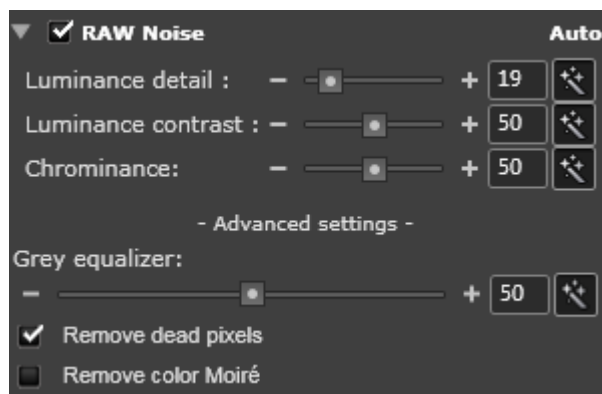 RAW Noise Auto
Luminance detail : 19
Luminance contrast : 50
Chrominance: 50
- Advanced settings -
Grey equalizer:
50
Remove dead pixels
Remove color Moiré